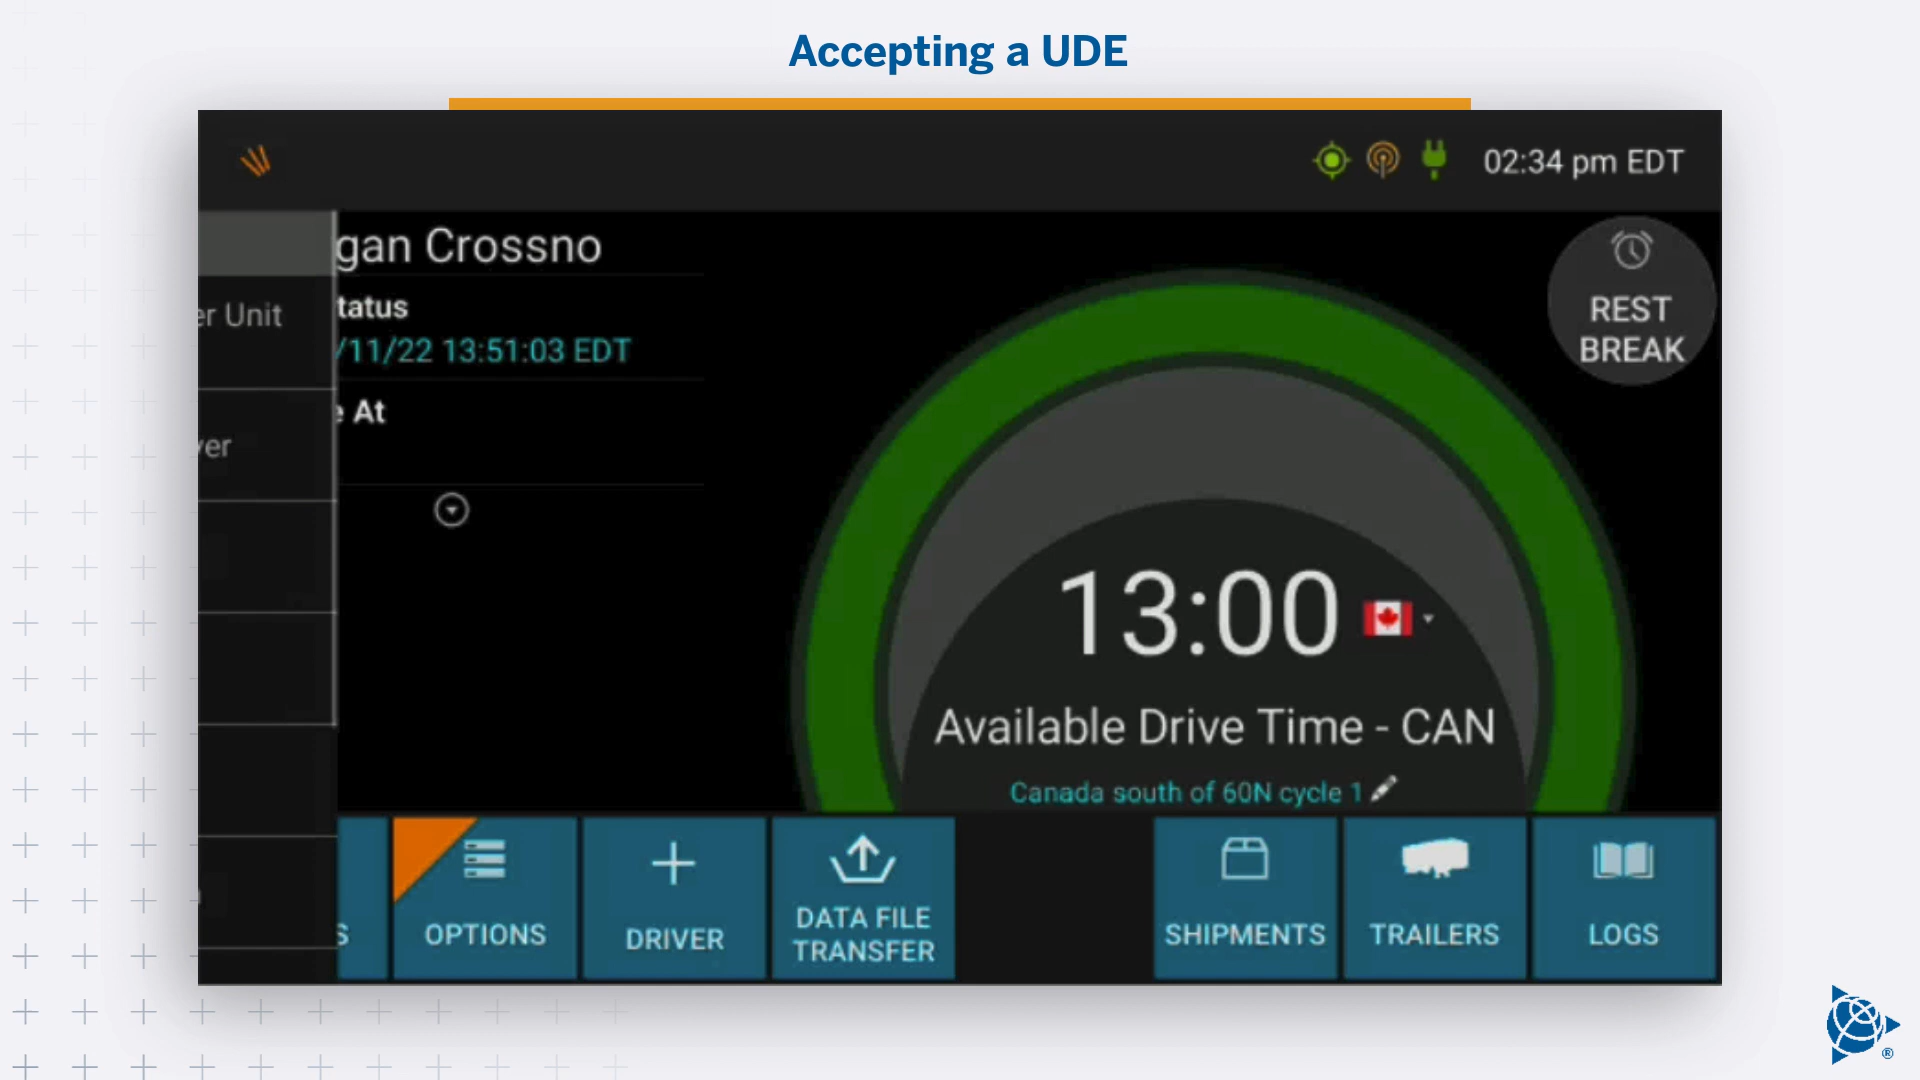 Accepting a UDE
02:34 pm EDT
er Unit
ver
gan Crossno
tatus
/11/22 13:51:03 EDT
e At
REST
BREAK
13:00
Available Drive Time - CAN
Canada south of 60N cycle 1
S
OPTIONS
DRIVER
DATA FILE
TRANSFER
SHIPMENTS
TRAILERS
LOGS
®